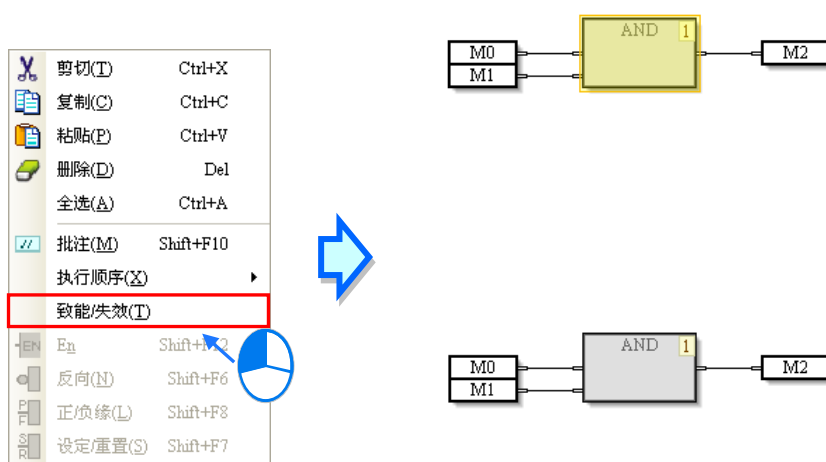 剪切(T) Ctrl+X
复制(C) Ctrl+C
粘贴(P) Ctrl+V
删除(D) Del
全选(A) Ctrl+A
批注(M) Shift+F10
执行顺序(X)
致能/失效(T)
EN En Shift+F12
反向(N) Shift+F6
P F 正/负缘(L) Shift+F8
S R 设定/重置(S) Shift+F7
AND 1
M0 M2
M1
AND 1
M0 M2
M1